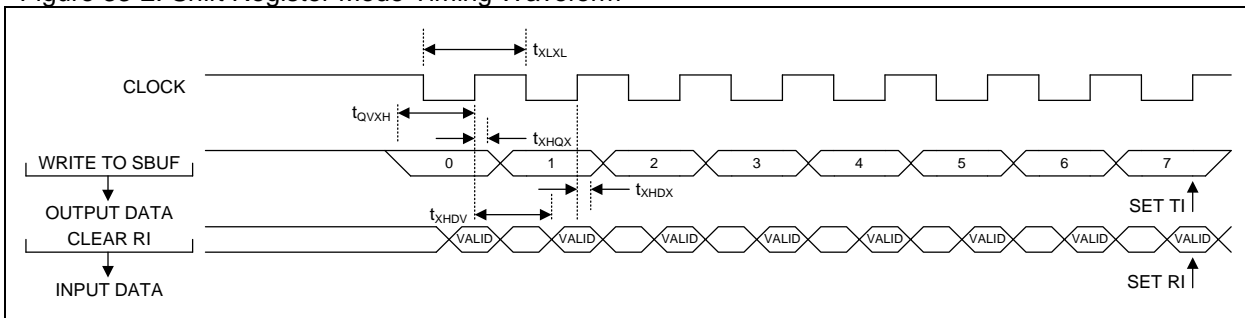 Figure Shift Register Mode Timing Waveform
tXLXL
CLOCK
tQVXH
tXHQX
WRITE TO SBUF
0 1 2 3 4 5 6 7
tXHDX
OUTPUT DATA
SET TI
tXHDV
CLEAR RI
VALID VALID VALID VALID VALID VALID VALID VALID
SET RI
INPUT DATA